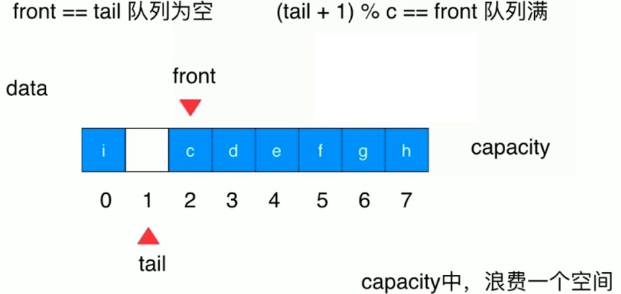 front == tail 队列为空 (tail + 1) % c == front 队列满
front
data
i c d e f g h
capacity
0 1 2 3 4 5 6 7
tail
capacity中，浪费一个空间